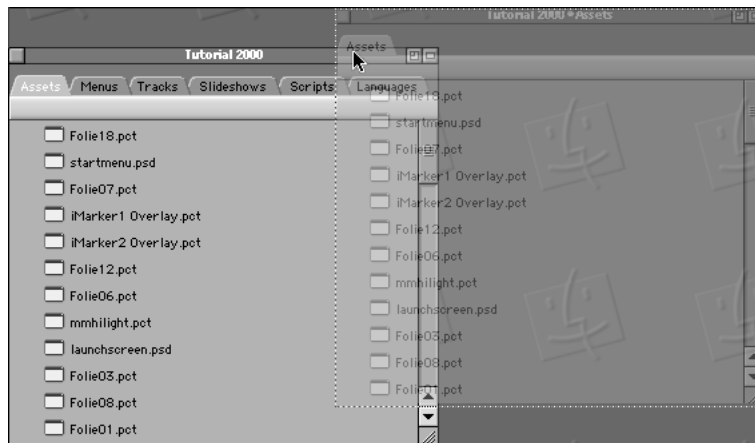 Tutorial 2000 • Assets
Assets
Tutorial 2000
Assets Menus Tracks Slideshows Scripts Languages
Folie18.pct
startmenu.psd
Folie07.pct
iMarker1 Overlay.pct
iMarker2 Overlay.pct
Folie12.pct
Folie06.pct
mmhilight.pct
launchscreen.psd
Folie03.pct
Folie08.pct
Folie01.pct
Folie18.pct
startmenu.psd
Folie07.pct
iMarker1 Overlay.pct
iMarker2 Overlay.pct
Folie12.pct
Folie06.pct
mmhilight.pct
launchscreen.psd
Folie03.pct
Folie08.pct
Folie01.pct